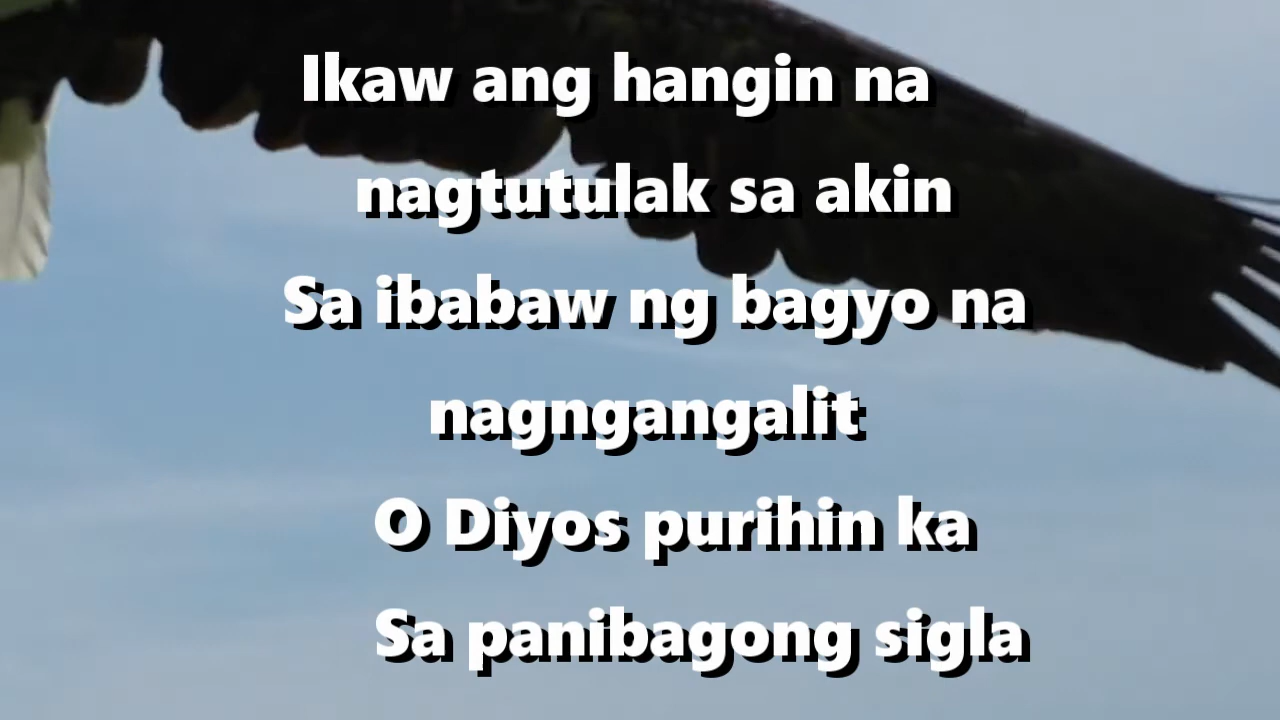 Ikaw ang hangin na
nagtutulak sa akin
Sa ibabaw ng bagyo na
nagngangalit
O Diyos purihin ka
Sa panibagong sigla